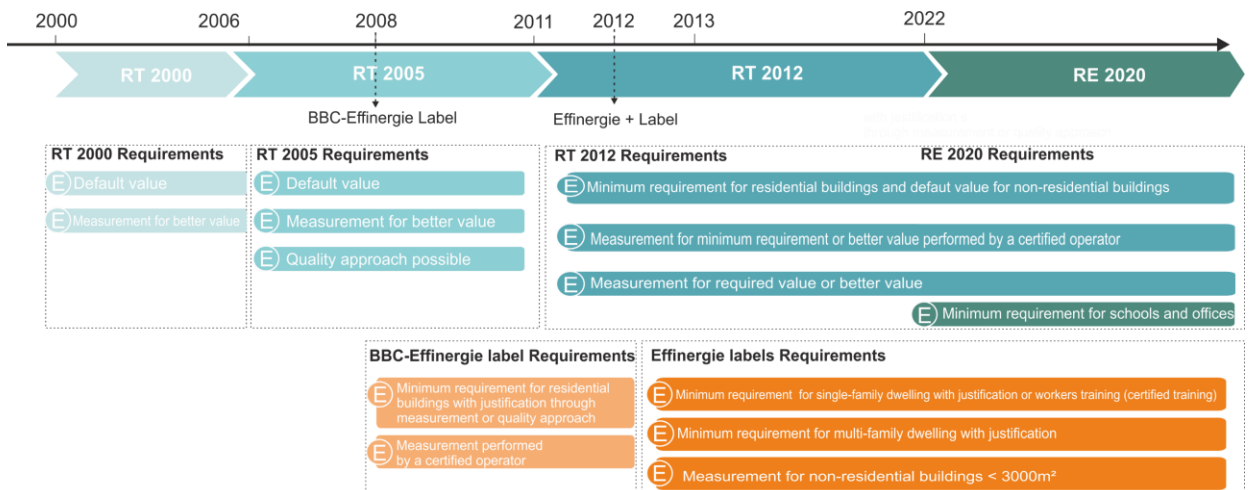 2000
2006
2008
2011
2012
2013
2022
RT 2000
RT 2005
RT 2012
RE 2020
BBC-Effinergie Label
Effinergie + Label
RT 2000 Requirements
E Default value
E Measurement for better value
RT 2005 Requirements
E Default value
E Measurement for better value
E Quality approach possible
RT 2012 Requirements
RE 2020 Requirements
E Minimum requirement for residential buildings and defaut value for non-residential buildings
E Measurement for minimum requirement or better value performed by a certified operator
E Measurement for required value or better value
E Minimum requirement for schools and offices
BBC-Effinergie label Requirements
E Minimum requirement for residential
buildings with justification through
measurement or quality approach
E Measurement performed
by a certified operator
Effinergie labels Requirements
E Minimum requirement for single-family dwelling with justification or workers training (certified training)
E Minimum requirement for multi-family dwelling with justification
E Measurement for non-residential buildings < 3000m²